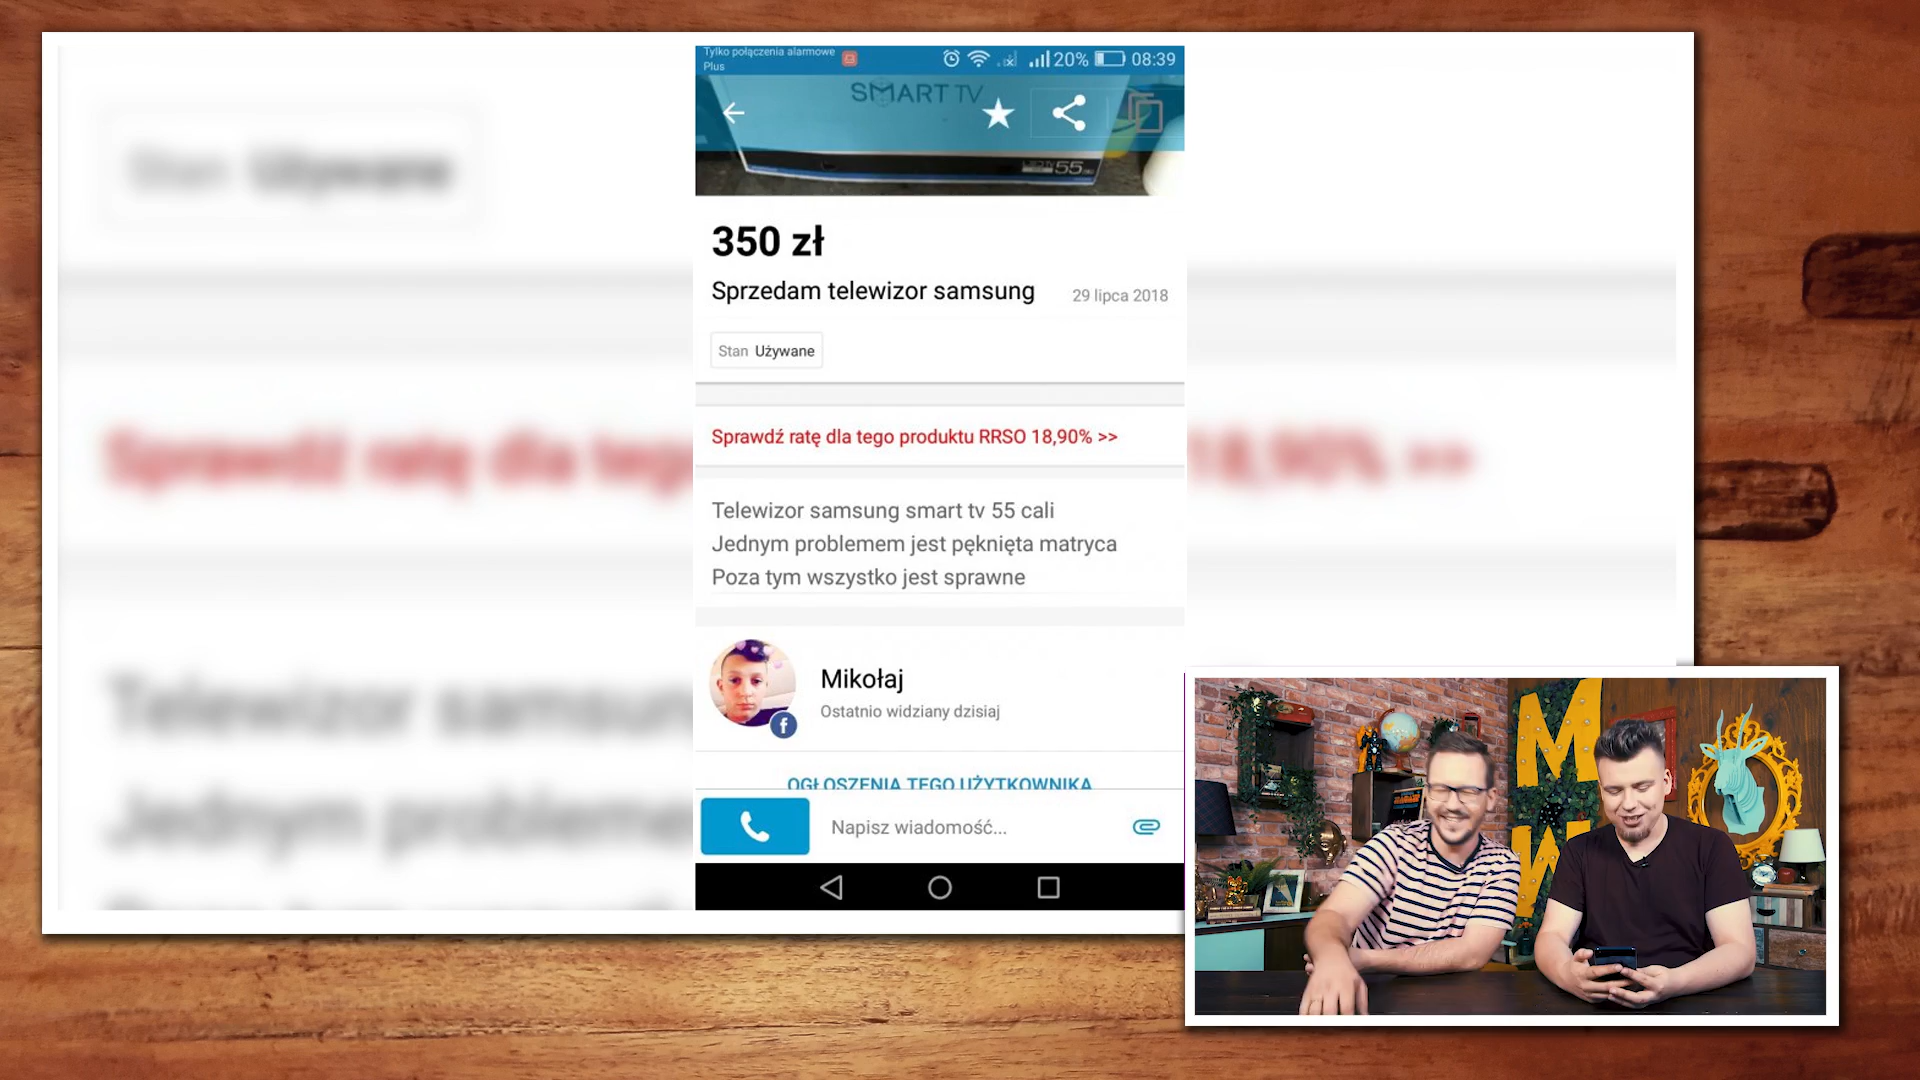 Tylko połączenia alarmowe
Plus
20%
08:39
SMART TV
55
350 zł
Sprzedam telewizor samsung
29 lipca 2018
Stan Używane
Stan Używane
Sprawdź ratę dla tego produktu RRSO 18,90% >>
Telewizor samsung smart tv 55 cali
Jednym problemem jest pęknięta matryca
Poza tym wszystko jest sprawne
Mikołaj
Ostatnio widziany dzisiaj
OGŁOSZENIA TEGO UŻYTKOWNIKA
Napisz wiadomość...
M
W